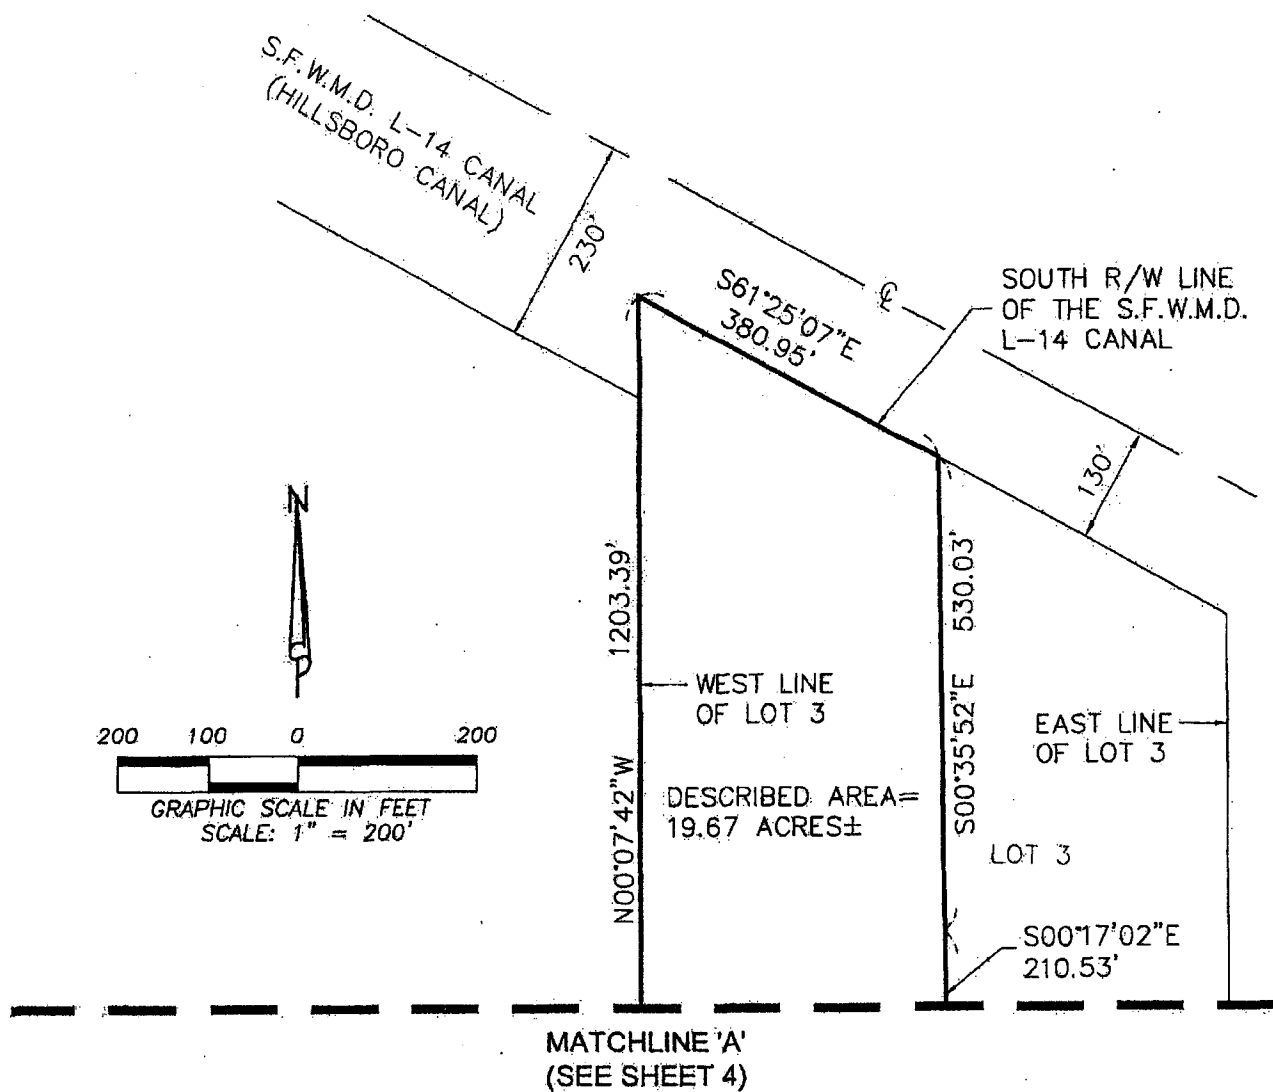 S.F.W.M.D. L-14 CANAL
(HILLSBORO CANAL)
230'
S61°25'07"E
380.95'
℄
SOUTH R/W LINE
OF THE S.F.W.M.D.
L-14 CANAL
130'
N
200 100 0 200
GRAPHIC SCALE IN FEET
SCALE: 1" = 200'
N00°07'42"W 1203.39'
WEST LINE
OF LOT 3
DESCRIBED AREA=
19.67 ACRES±
S00°35'52"E 530.03'
EAST LINE
OF LOT 3
LOT 3
S00°17'02"E
210.53'
MATCHLINE 'A'
(SEE SHEET 4)